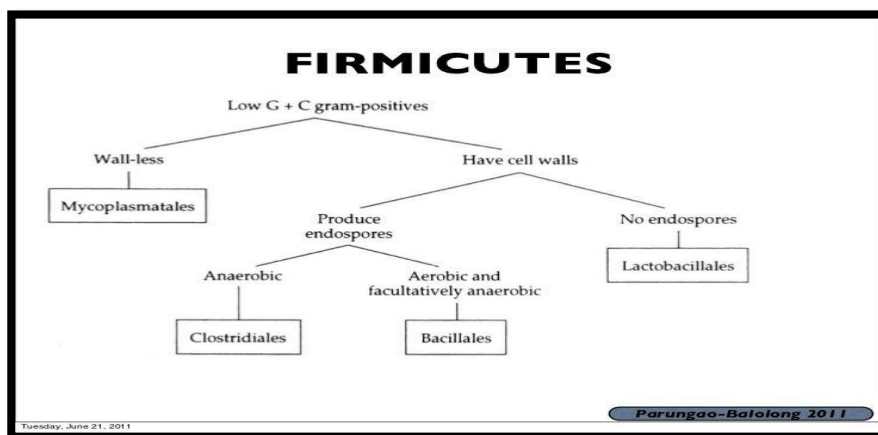 FIRMICUTES
Low G + C gram-positives
Wall-less
Have cell walls
Mycoplasmatales
Produce
endospores
No endospores
Anaerobic
Aerobic and
facultatively anaerobic
Lactobacillales
Clostridiales
Bacillales
Parungao-Balolong 2011
Tuesday, June 21, 2011